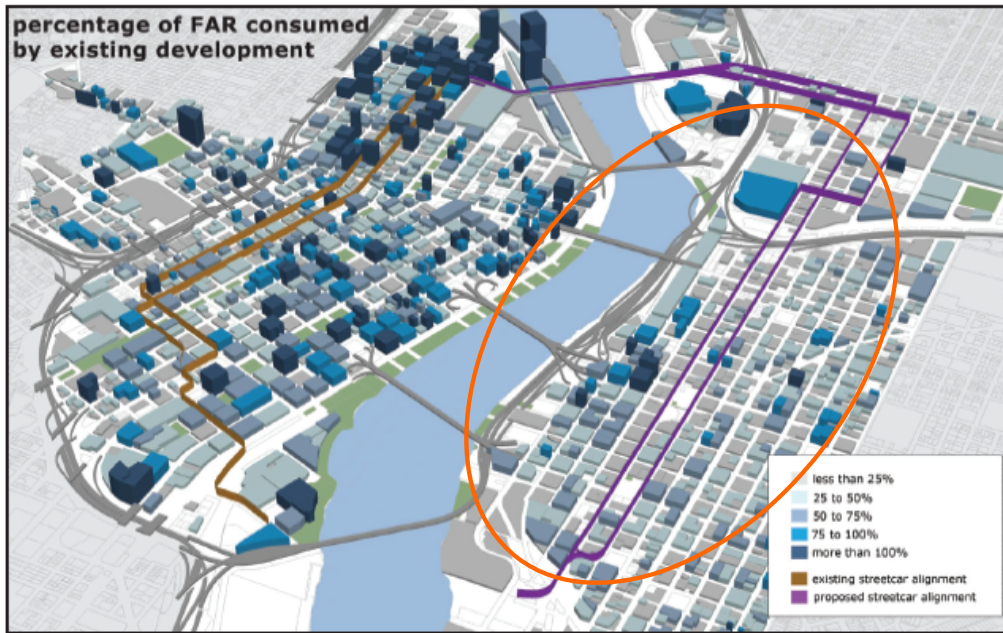 percentage of FAR consumed
by existing development
less than 25%
25 to 50%
50 to 75%
75 to 100%
more than 100%
existing streetcar alignment
proposed streetcar alignment